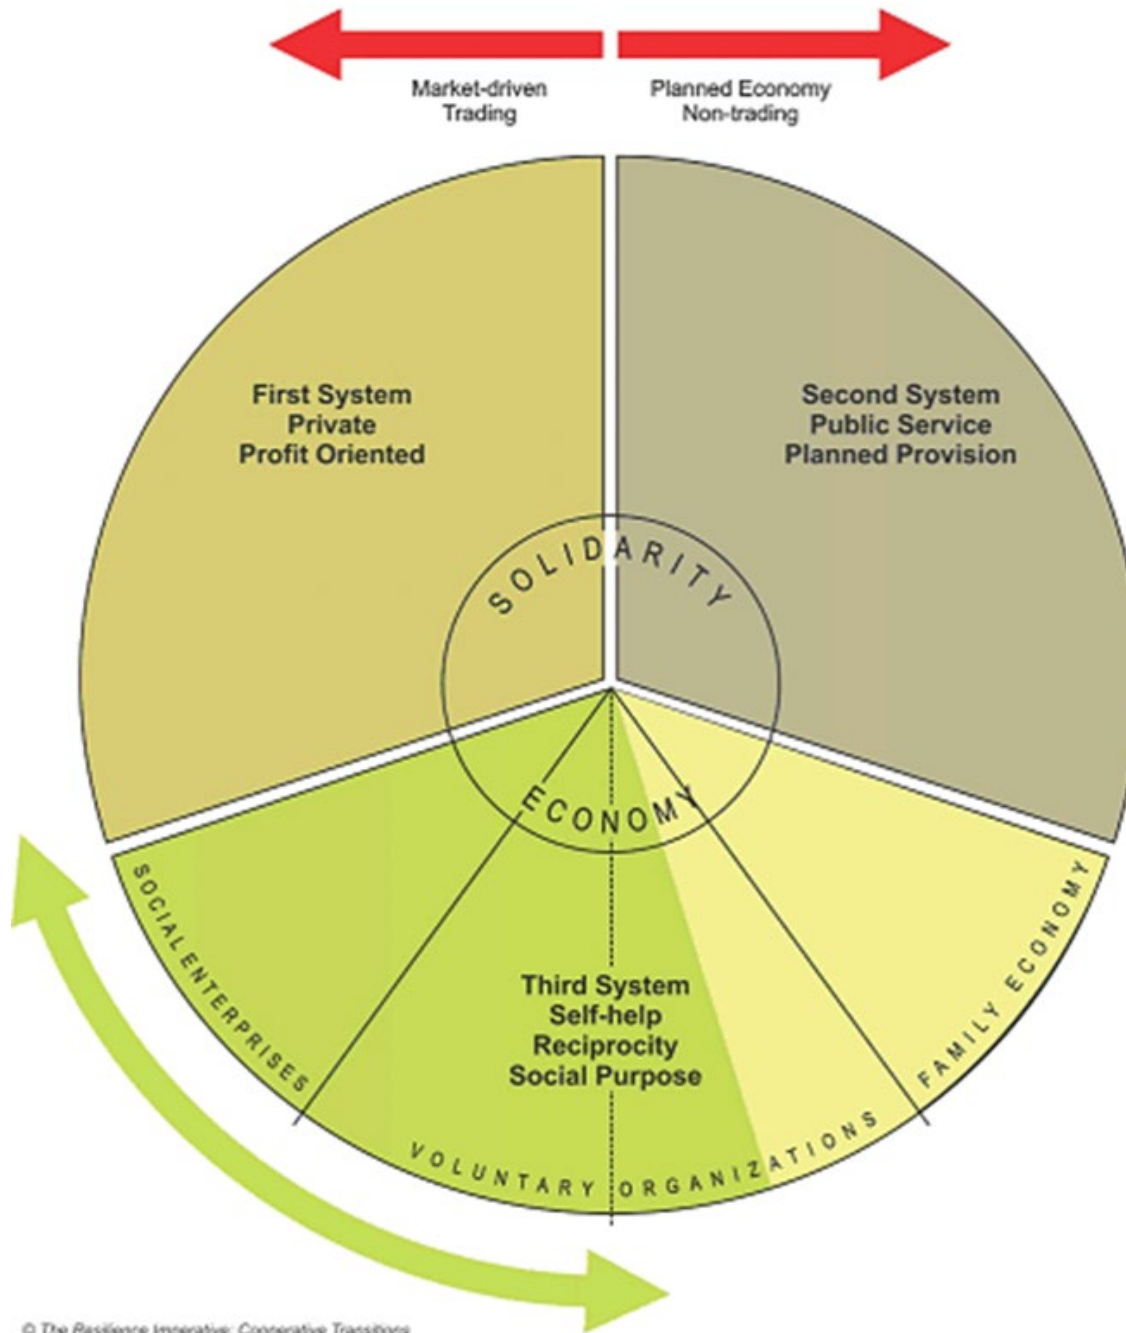 Market-driven
Trading
Planned Economy
Non-trading
First System
Private
Profit Oriented
Second System
Public Service
Planned Provision
SOLIDARITY
ECONOMY
Third System
Self-help
Reciprocity
Social Purpose
SOCIAL ENTERPRISES
VOLUNTARY ORGANIZATIONS
FAMILY ECONOMY
© The Resilience Imperative: Cooperative Transitions